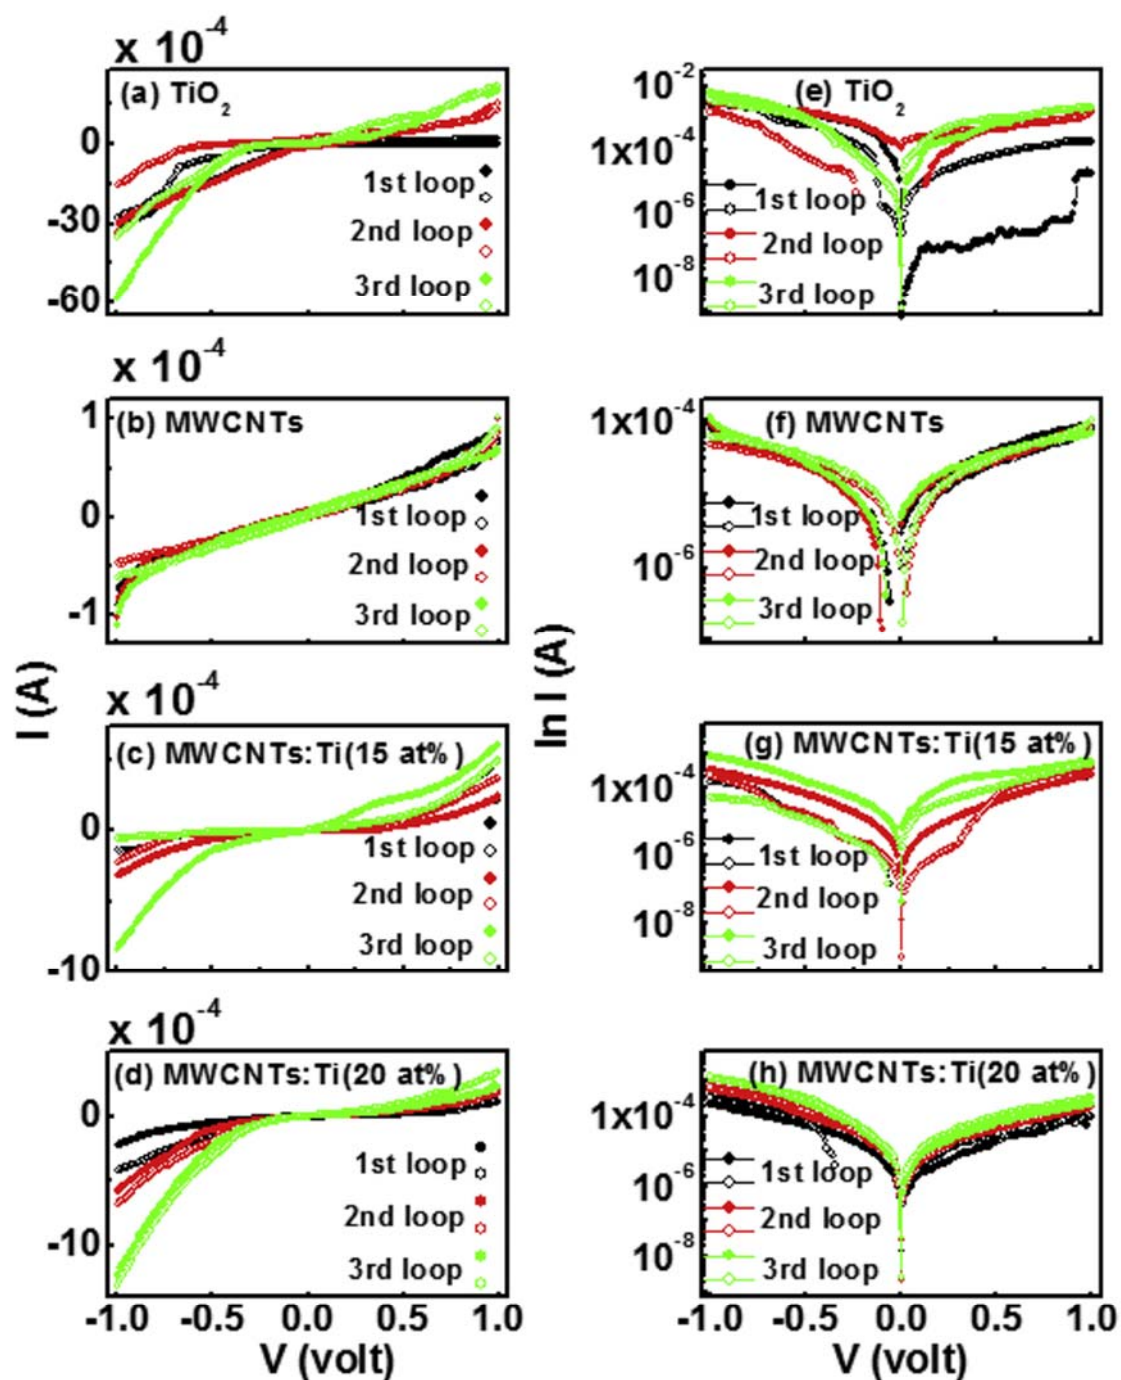 x 10-4
(a) TiO2
0
-30
-60
1st loop
2nd loop
3rd loop
x 10-4
(b) MWCNTs
1
0
-1
1st loop
2nd loop
3rd loop
x 10-4
(c) MWCNTs:Ti(15 at%)
0
-10
1st loop
2nd loop
3rd loop
x 10-4
(d) MWCNTs:Ti(20 at%)
0
-10
1st loop
2nd loop
3rd loop
-1.0 -0.5 0.0 0.5 1.0
V (volt)
I (A)
(e) TiO2
10-2
1x10-4
10-6
10-8
1st loop
2nd loop
3rd loop
(f) MWCNTs
1x10-4
10-6
1st loop
2nd loop
3rd loop
(g) MWCNTs:Ti(15 at%)
1x10-4
10-6
10-8
1st loop
2nd loop
3rd loop
(h) MWCNTs:Ti(20 at%)
1x10-4
10-6
10-8
1st loop
2nd loop
3rd loop
-1.0 -0.5 0.0 0.5 1.0
V (volt)
ln I (A)